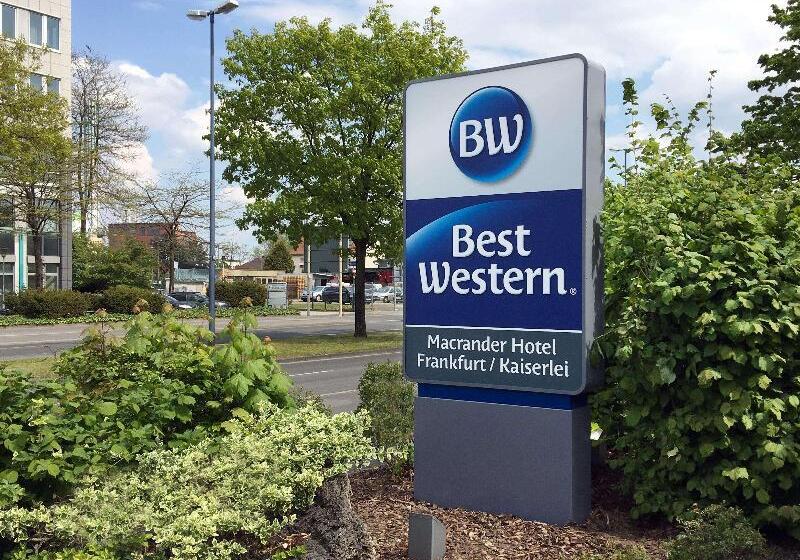 BW
Best
Western®
Macrander Hotel
Frankfurt / Kaiserlei